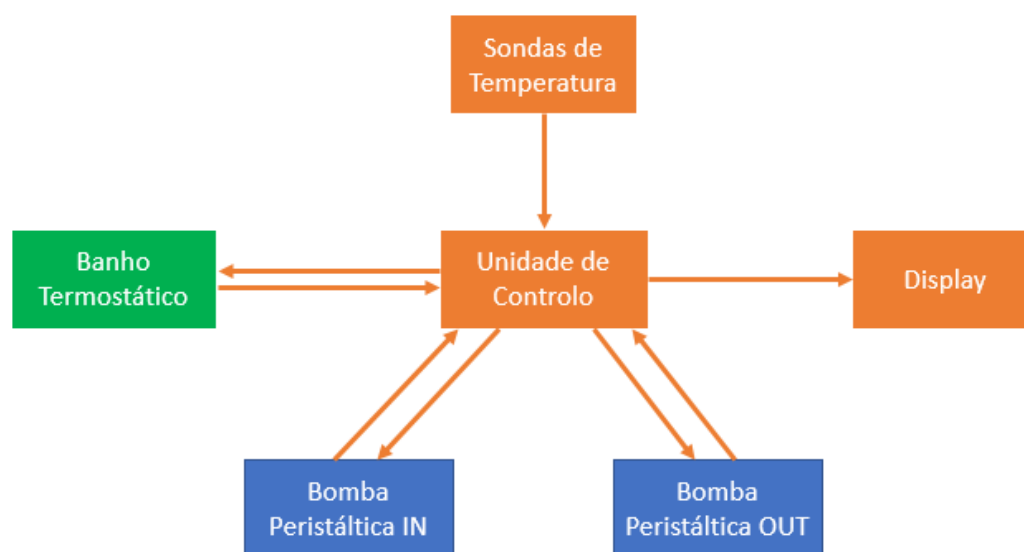 Sondas de
Temperatura
Banho
Termostático
Unidade de
Controlo
Display
Bomba
Peristáltica IN
Bomba
Peristáltica OUT